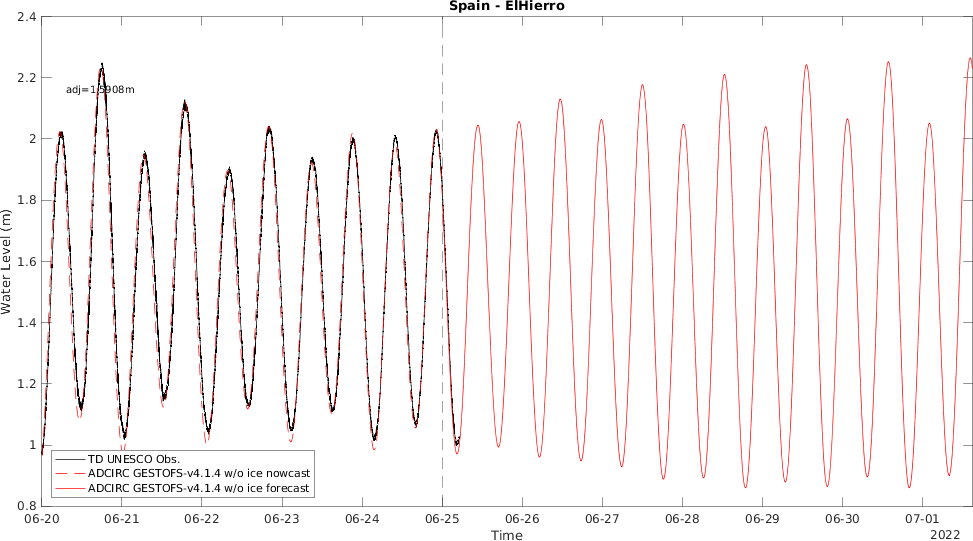 Spain - ElHierro
2.4
2.2
2
1.8
1.6
1.4
1.2
1
0.8
Water Level (m)
adj=1.5908m
TD UNESCO Obs.
ADCIRC GESTOFS-v4.1.4 w/o ice nowcast
ADCIRC GESTOFS-v4.1.4 w/o ice forecast
06-20 06-21 06-22 06-23 06-24 06-25 06-26 06-27 06-28 06-29 06-30 07-01
2022
Time